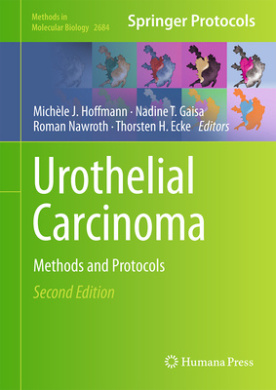 Methods in
Molecular Biology 2684
Springer Protocols
Michèle J. Hoffmann · Nadine T. Gaisa
Roman Nawroth · Thorsten H. Ecke Editors
Urothelial
Carcinoma
Methods and Protocols
Second Edition
Humana Press